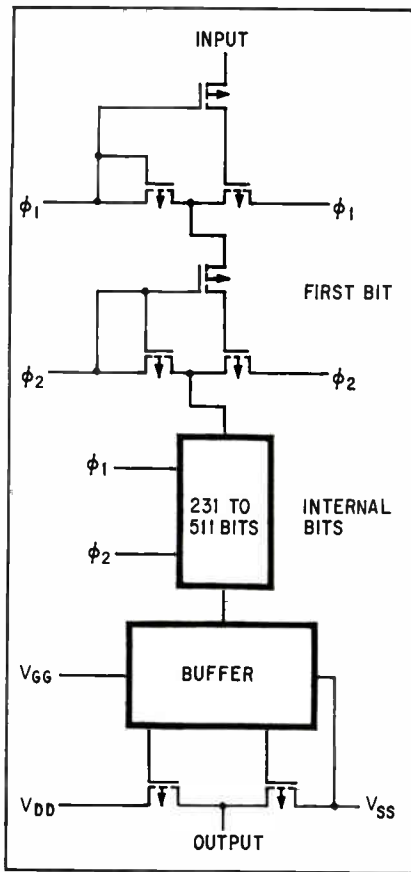 INPUT
ϕ1 ϕ1
FIRST BIT
ϕ2 ϕ2
ϕ1
231 TO
511 BITS
INTERNAL
BITS
ϕ2
BUFFER
VGG
VDD VSS
OUTPUT